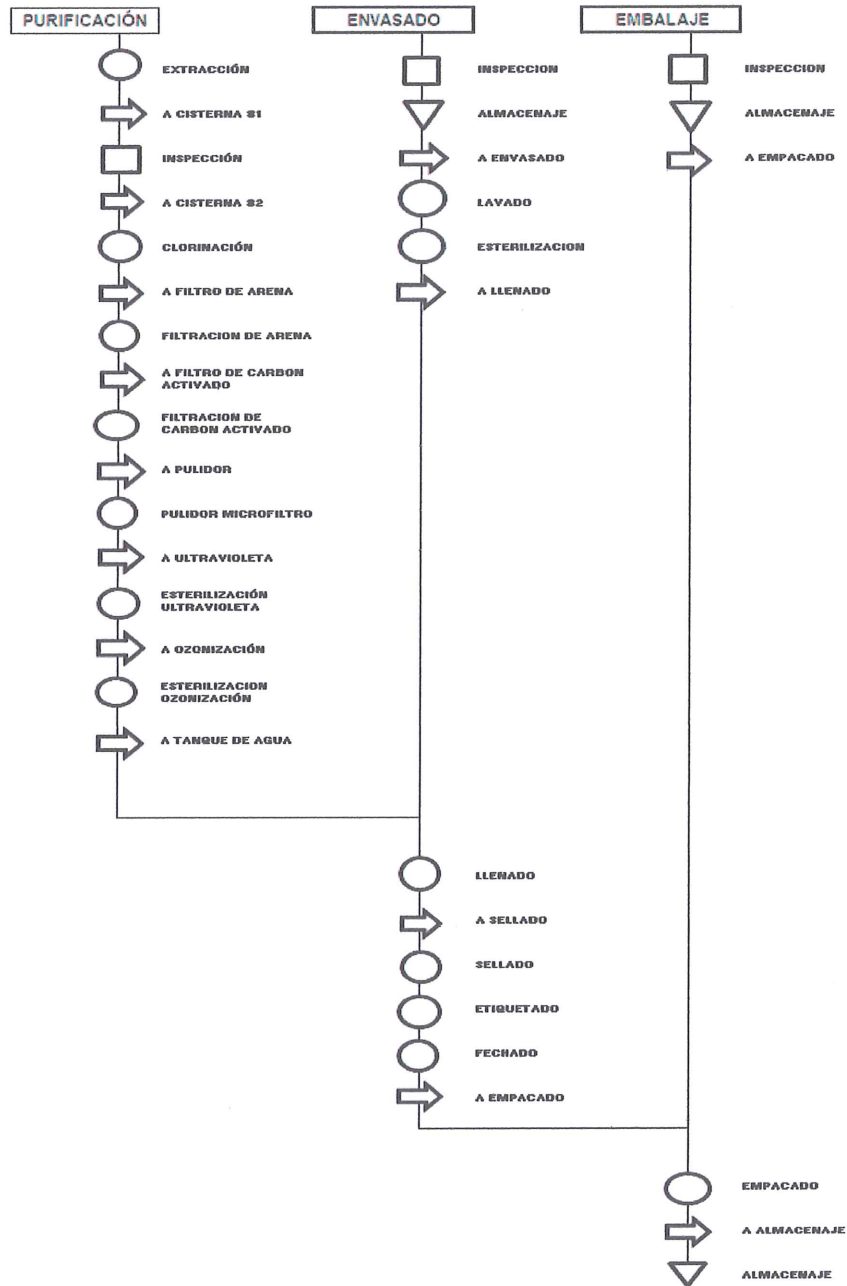 PURIFICACIÓN
EXTRACCIÓN
A CISTERNA #1
INSPECCIÓN
A CISTERNA #2
CLORINACIÓN
A FILTRO DE ARENA
FILTRACION DE ARENA
A FILTRO DE CARBON
ACTIVADO
FILTRACION DE
CARBON ACTIVADO
A PULIDOR
PULIDOR MICROFILTRO
A ULTRAVIOLETA
ESTERILIZACIÓN
ULTRAVIOLETA
A OZONIZACIÓN
ESTERILIZACION
OZONIZACIÓN
A TANQUE DE AGUA
ENVASADO
INSPECCION
ALMACENAJE
A ENVASADO
LAVADO
ESTERILIZACION
A LLENADO
LLENADO
A SELLADO
SELLADO
ETIQUETADO
FECHADO
A EMPACADO
EMBALAJE
INSPECCION
ALMACENAJE
A EMPACADO
EMPACADO
A ALMACENAJE
ALMACENAJE